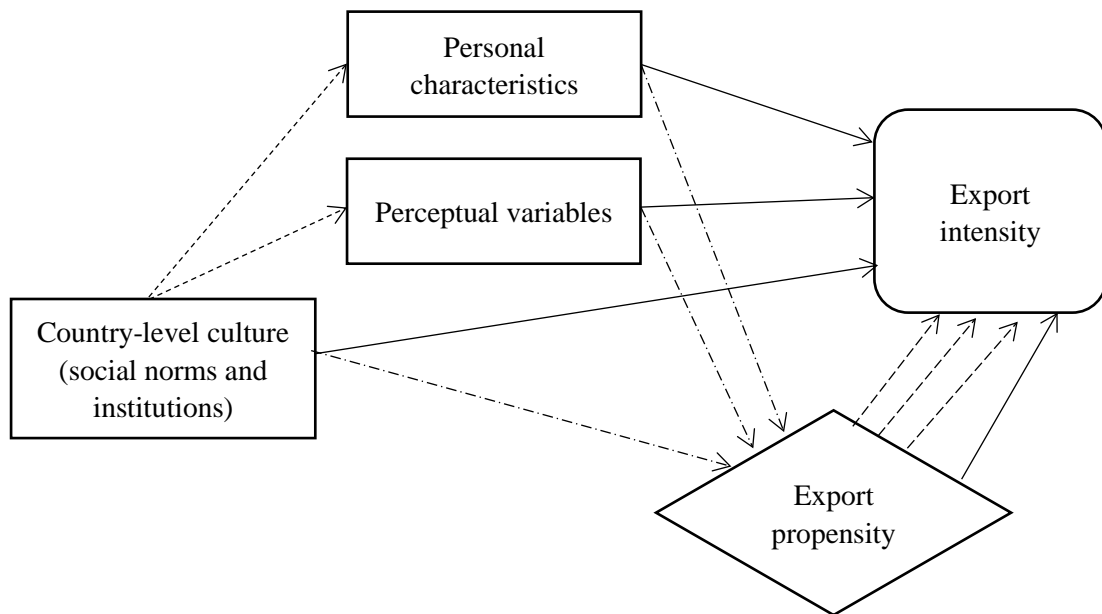 Personal
characteristics
Perceptual variables
Export
intensity
Country-level culture
(social norms and
institutions)
Export
propensity